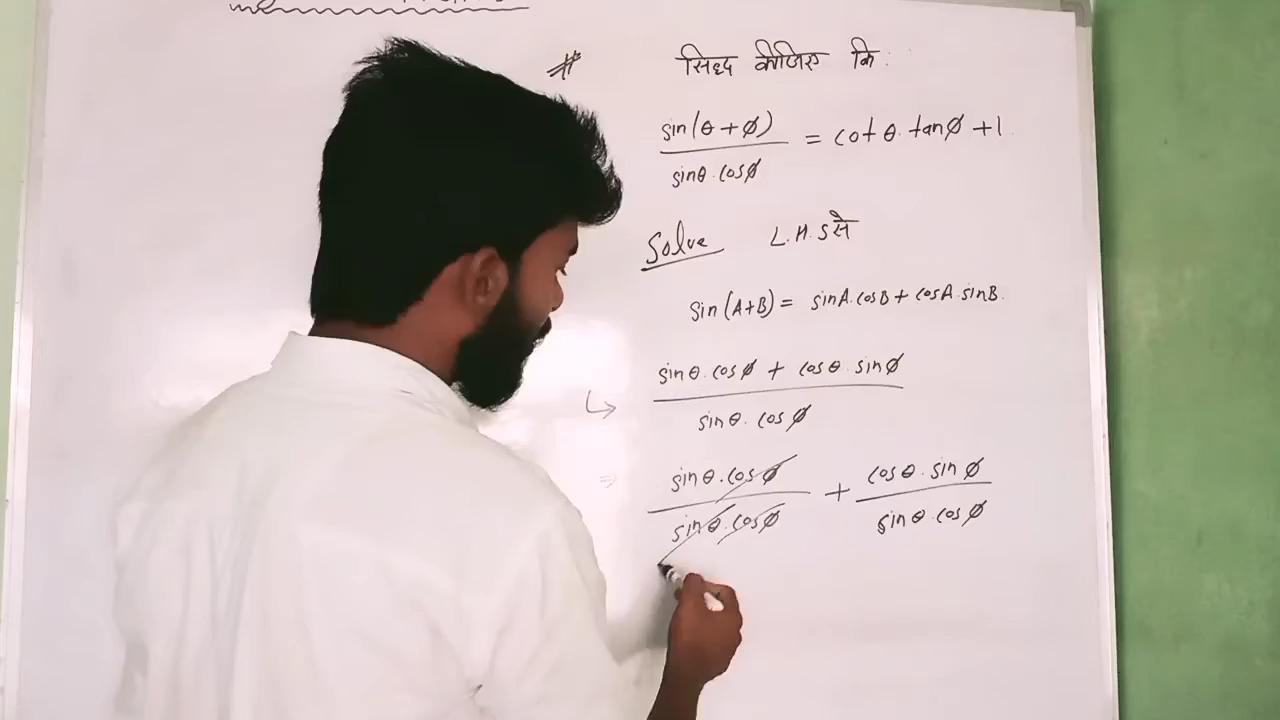 # सिध्द कीजिए कि :
sin(θ + ϕ) / sinθ . cosϕ = cot θ . tanϕ + 1
Solve L.H.S से
Sin (A+B) = sinA.cosB + cosA.sinB.
↳ sinθ.cosϕ + cosθ . sinϕ / sinθ . cosϕ
⇒ sinθ.cosϕ / sinθ.cosϕ + cosθ . sinϕ / sinθ . cosϕ